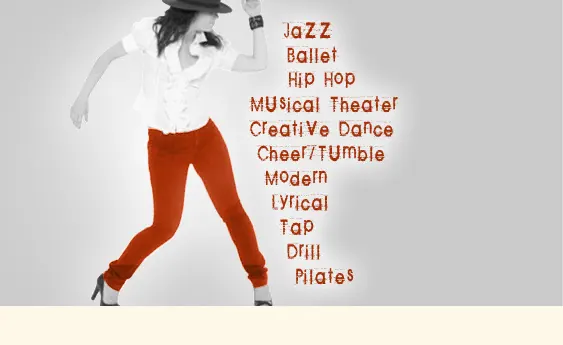 Jazz
Ballet
Hip Hop
Musical Theater
Creative Dance
Cheer/Tumble
Modern
Lyrical
Tap
Drill
Pilates